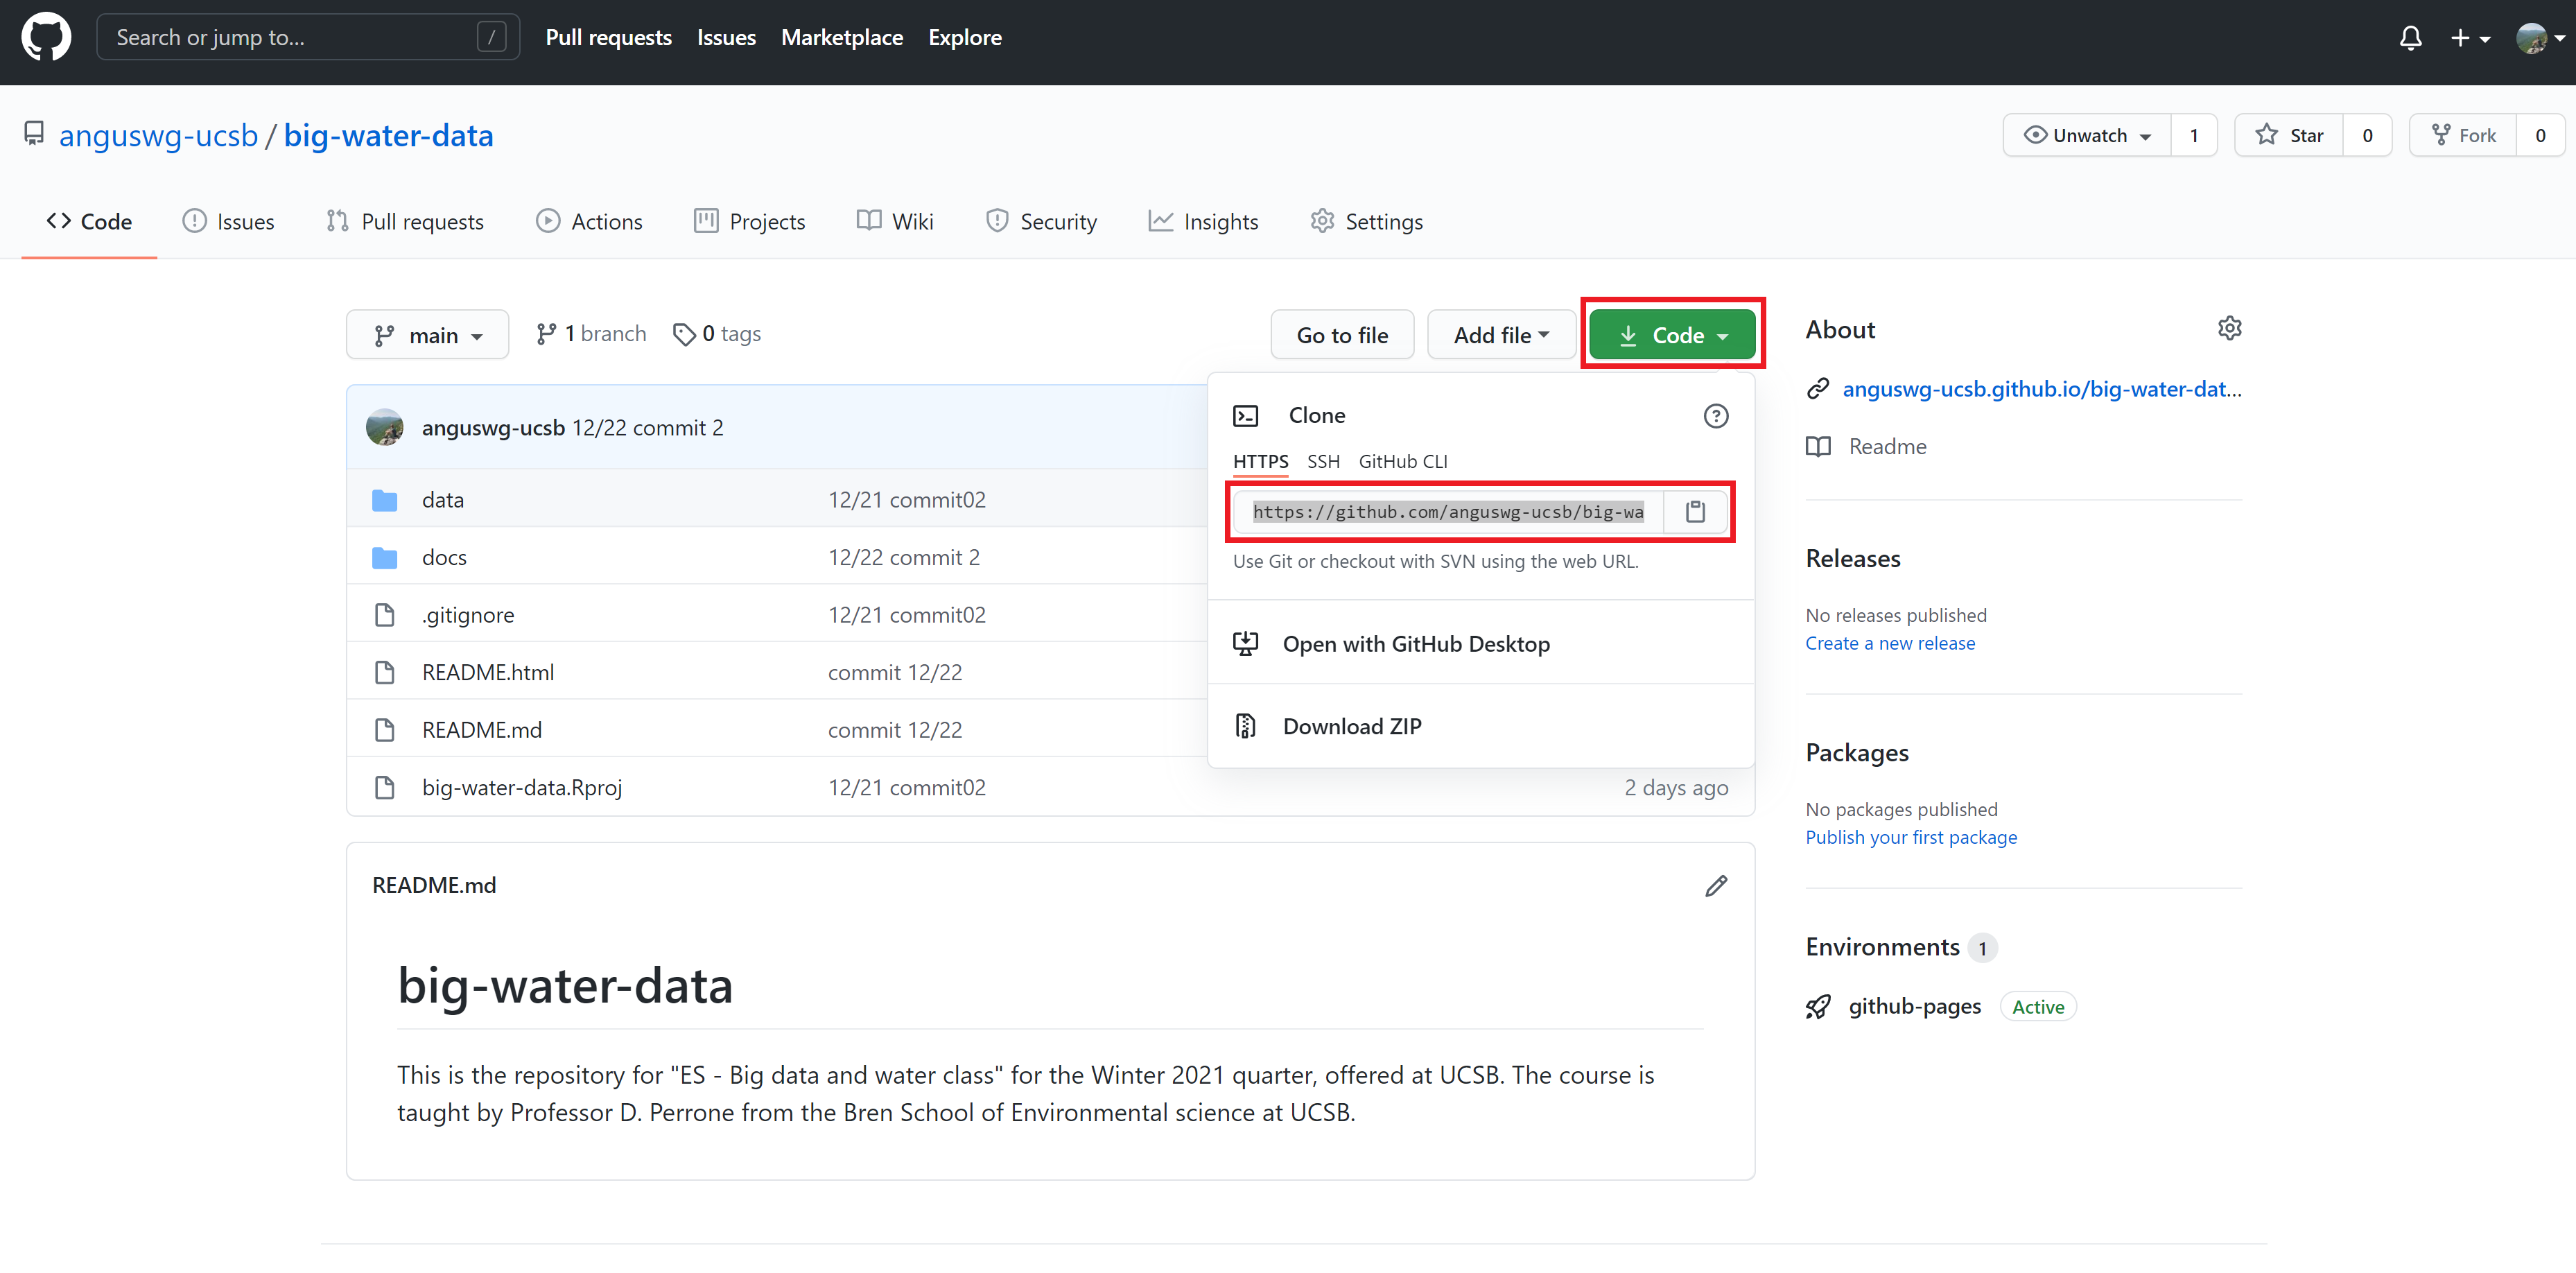 Search or jump to... /
Pull requests Issues Marketplace Explore
anguswg-ucsb / big-water-data
Unwatch 1 Star 0 Fork 0
Code Issues Pull requests Actions Projects Wiki Security Insights Settings
main 1 branch 0 tags
Go to file Add file Code
anguswg-ucsb 12/22 commit 2
data 12/21 commit02
docs 12/22 commit 2
.gitignore 12/21 commit02
README.html commit 12/22
README.md commit 12/22
big-water-data.Rproj 12/21 commit02 2 days ago
Clone
HTTPS SSH GitHub CLI
https://github.com/anguswg-ucsb/big-wa
Use Git or checkout with SVN using the web URL.
Open with GitHub Desktop
Download ZIP
README.md
big-water-data
This is the repository for "ES - Big data and water class" for the Winter 2021 quarter, offered at UCSB. The course is
taught by Professor D. Perrone from the Bren School of Environmental science at UCSB.
About
anguswg-ucsb.github.io/big-water-dat...
Readme
Releases
No releases published
Create a new release
Packages
No packages published
Publish your first package
Environments 1
github-pages Active